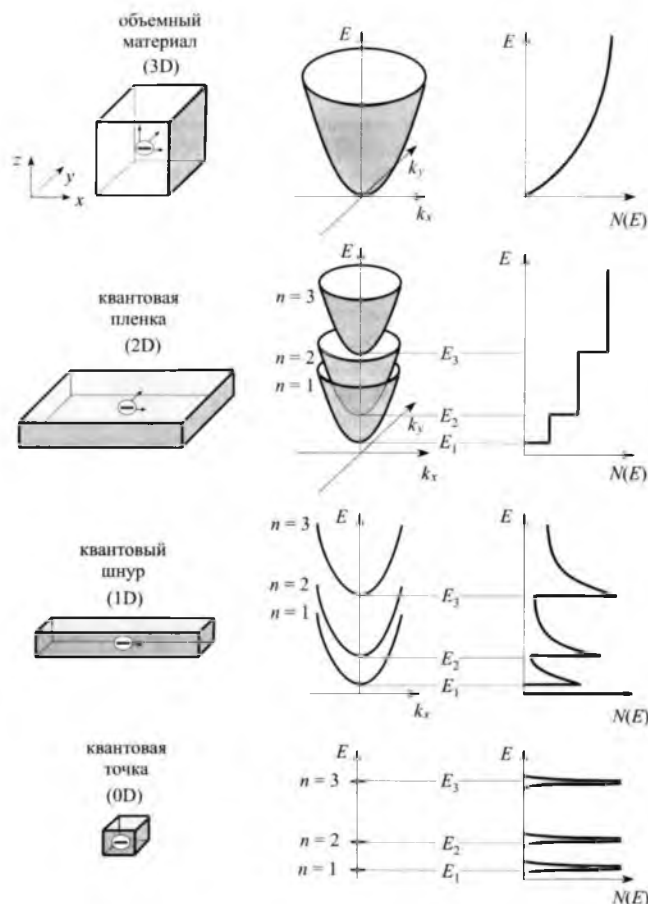 объемный
материал
(3D)
z
y
x
E
k_y
k_x
E
N(E)
квантовая
пленка
(2D)
E
n = 3
n = 2
n = 1
k_y
k_x
E_3
E_2
E_1
E
N(E)
квантовый
шнур
(1D)
E
n = 3
n = 2
n = 1
k_x
E_3
E_2
E_1
E
N(E)
квантовая
точка
(0D)
E
n = 3
n = 2
n = 1
E_3
E_2
E_1
E
N(E)